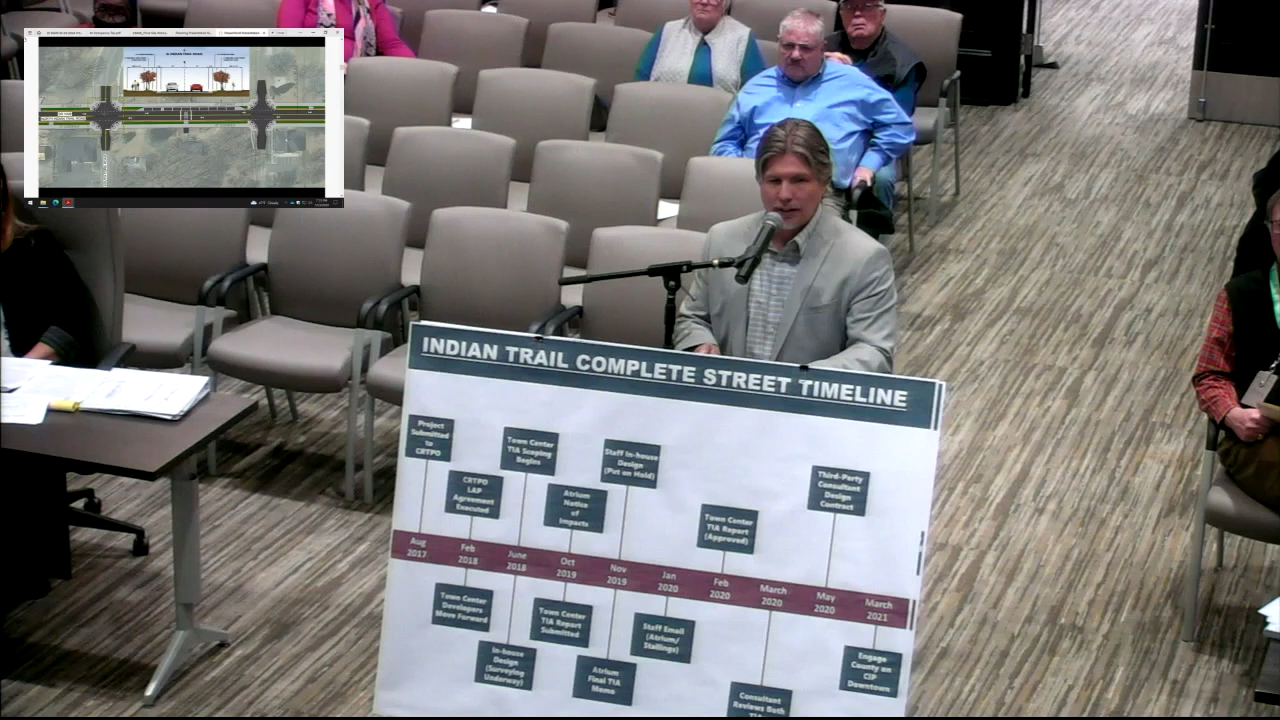 N INDIAN TRAIL ROAD
INDIAN TRAIL COMPLETE STREET TIMELINE
Project
Submitted
to
CRTPO
Town Center
TIA Scoping
Begins
Staff In-house
Design
(Put on Hold)
Third-Party
Consultant
Design
Contract
CRTPO
LAP
Agreement
Executed
Atrium
Notice
of
Impacts
Town Center
TIA Report
(Approved)
Aug
2017
Feb
2018
June
2018
Oct
2019
Nov
2019
Jan
2020
Feb
2020
March
2020
May
2020
March
2021
Town Center
Developers
Move Forward
Town Center
TIA Report
Submitted
Staff Email
(Atrium/
Stallings)
In-house
Design
(Surveying
Underway)
Atrium
Final TIA
Memo
Engage
County on
CIP
Downtown
Consultant
Reviews Both